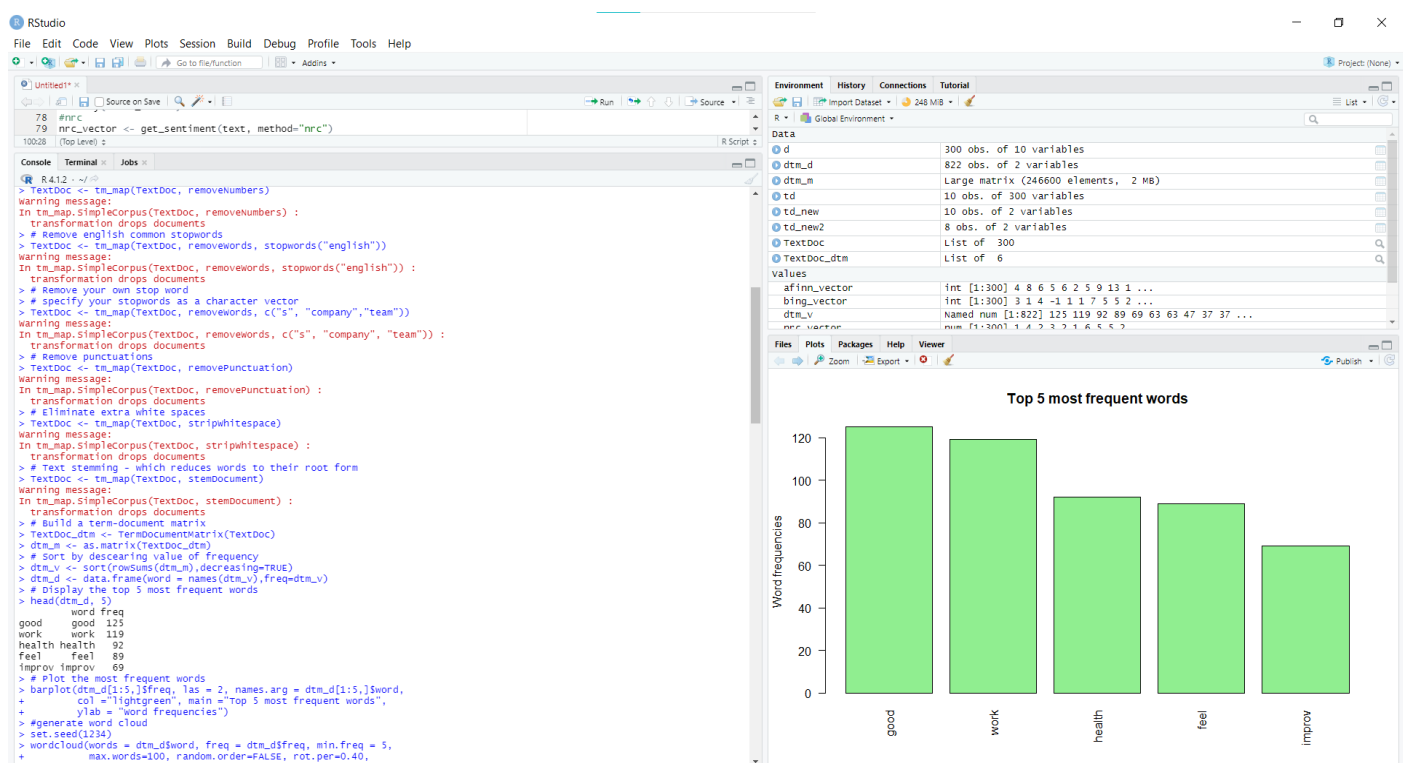 RStudio
File Edit Code View Plots Session Build Debug Profile Tools Help
Go to file/function Addins
Project: (None)
Untitled1*
Source on Save Run Source
78 #nrc
79 nrc_vector <- get_sentiment(text, method="nrc")
100:28 (Top Level) R Script
Console Terminal Jobs
R 4.1.2 · ~/
> TextDoc <- tm_map(TextDoc, removeNumbers)
Warning message:
In tm_map.SimpleCorpus(TextDoc, removeNumbers) :
transformation drops documents
> # Remove english common stopwords
> TextDoc <- tm_map(TextDoc, removeWords, stopwords("english"))
Warning message:
In tm_map.SimpleCorpus(TextDoc, removeWords, stopwords("english")) :
transformation drops documents
> # Remove your own stop word
> # specify your stopwords as a character vector
> TextDoc <- tm_map(TextDoc, removeWords, c("s", "company","team"))
Warning message:
In tm_map.SimpleCorpus(TextDoc, removeWords, c("s", "company", "team")) :
transformation drops documents
> # Remove punctuations
> TextDoc <- tm_map(TextDoc, removePunctuation)
Warning message:
In tm_map.SimpleCorpus(TextDoc, removePunctuation) :
transformation drops documents
> # Eliminate extra white spaces
> TextDoc <- tm_map(TextDoc, stripWhitespace)
Warning message:
In tm_map.SimpleCorpus(TextDoc, stripWhitespace) :
transformation drops documents
> # Text stemming - which reduces words to their root form
> TextDoc <- tm_map(TextDoc, stemDocument)
Warning message:
In tm_map.SimpleCorpus(TextDoc, stemDocument) :
transformation drops documents
> # Build a term-document matrix
> TextDoc_dtm <- TermDocumentMatrix(TextDoc)
> dtm_m <- as.matrix(TextDoc_dtm)
> # Sort by descearing value of frequency
> dtm_v <- sort(rowSums(dtm_m),decreasing=TRUE)
> dtm_d <- data.frame(word = names(dtm_v),freq=dtm_v)
> # Display the top 5 most frequent words
> head(dtm_d, 5)
word freq
good good 125
work work 119
health health 92
feel feel 89
improv improv 69
> # Plot the most frequent words
> barplot(dtm_d[1:5,]$freq, las = 2, names.arg = dtm_d[1:5,]$word,
+ col ="lightgreen", main ="Top 5 most frequent words",
+ ylab = "Word frequencies")
> #generate word cloud
> set.seed(1234)
> wordcloud(words = dtm_d$word, freq = dtm_d$freq, min.freq = 5,
+ max.words=100, random.order=FALSE, rot.per=0.40,
Environment History Connections Tutorial
Import Dataset 248 MiB List
R Global Environment
Data
d 300 obs. of 10 variables
dtm_d 822 obs. of 2 variables
dtm_m Large matrix (246600 elements, 2 MB)
td 10 obs. of 300 variables
td_new 10 obs. of 2 variables
td_new2 8 obs. of 2 variables
TextDoc List of 300
TextDoc_dtm List of 6
Values
afinn_vector int [1:300] 4 8 6 5 6 2 5 9 13 1 ...
bing_vector int [1:300] 3 1 4 -1 1 1 7 5 5 2 ...
dtm_v Named num [1:822] 125 119 92 89 69 63 63 47 37 37 ...
nrc_vector num [1:300] 1 4 2 3 2 1 6 5 5 2
Files Plots Packages Help Viewer
Zoom Export Publish
Top 5 most frequent words
Word frequencies
120
100
80
60
40
20
0
good
work
health
feel
improv